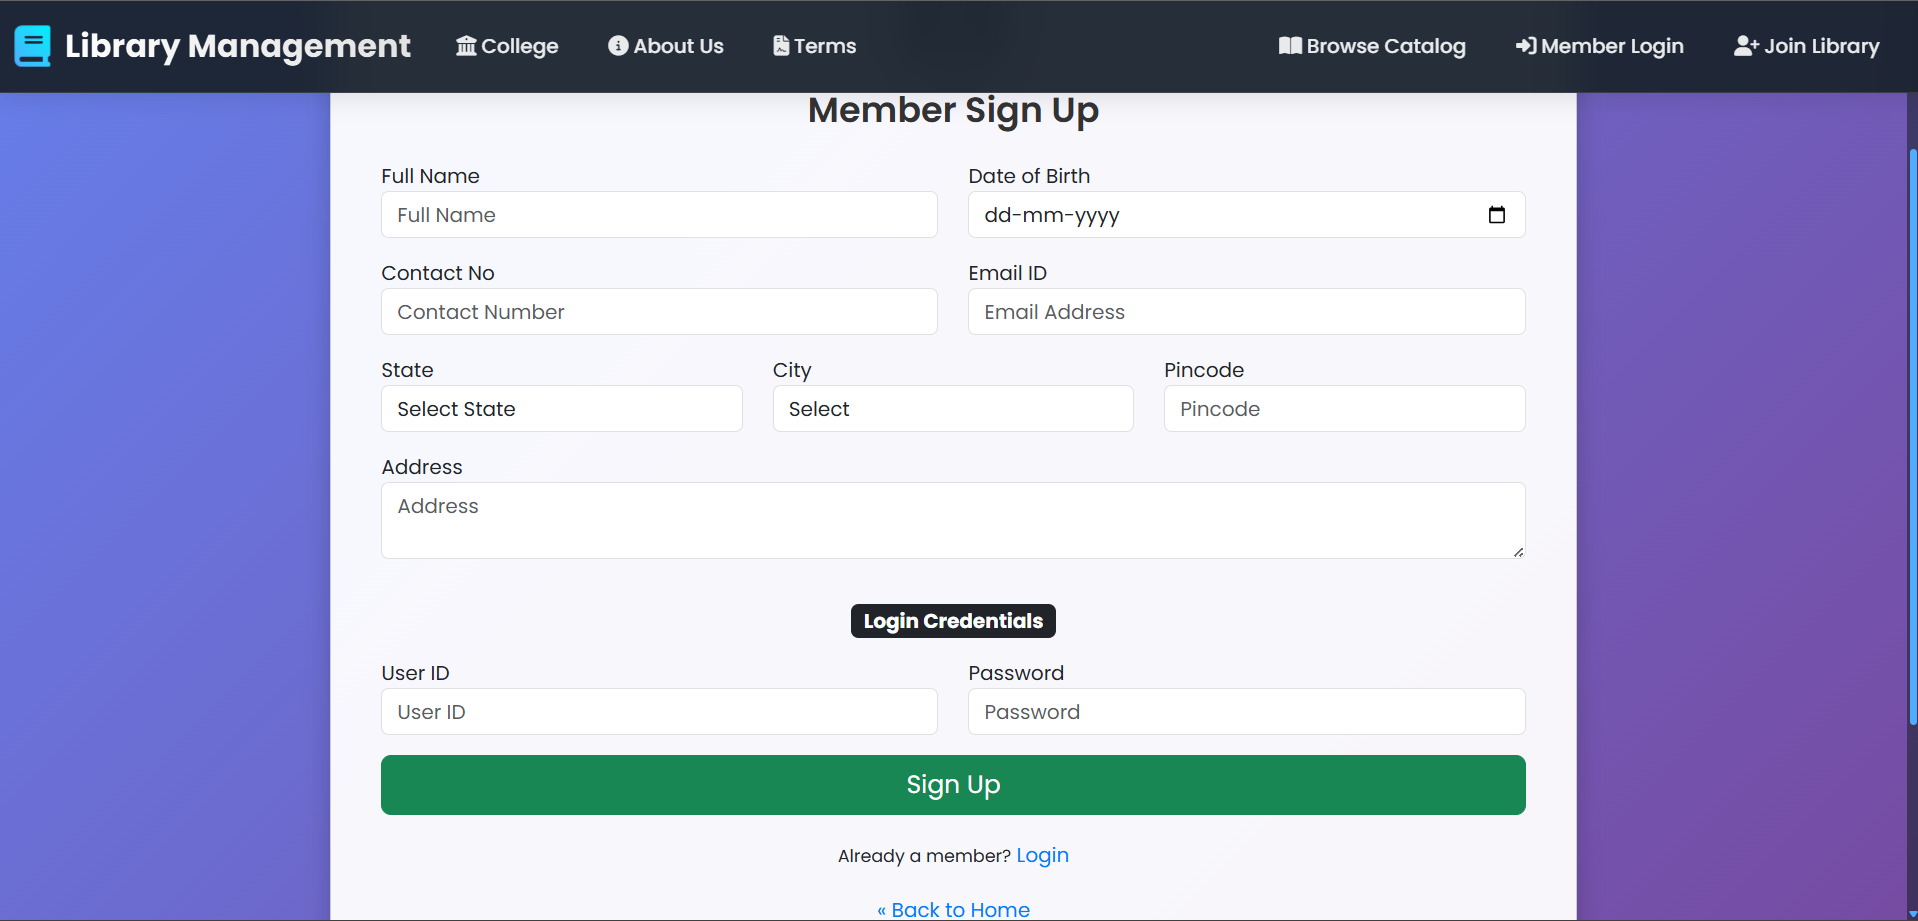 Library Management College About Us Terms Browse Catalog Member Login Join Library
Member Sign Up
Full Name Date of Birth
Full Name dd-mm-yyyy
Contact No Email ID
Contact Number Email Address
State City Pincode
Select State Select Pincode
Address
Address
Login Credentials
User ID Password
User ID Password
Sign Up
Already a member? Login
« Back to Home